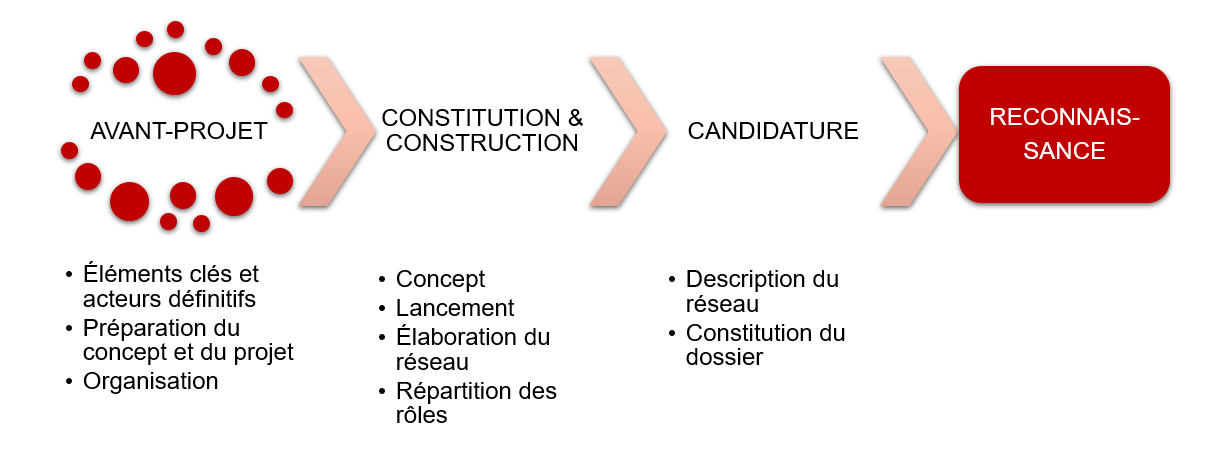 AVANT-PROJET
CONSTITUTION &
CONSTRUCTION
CANDIDATURE
RECONNAIS-
SANCE
• Éléments clés et
acteurs définitifs
• Préparation du
concept et du projet
• Organisation
• Concept
• Lancement
• Élaboration du
réseau
• Répartition des
rôles
• Description du
réseau
• Constitution du
dossier